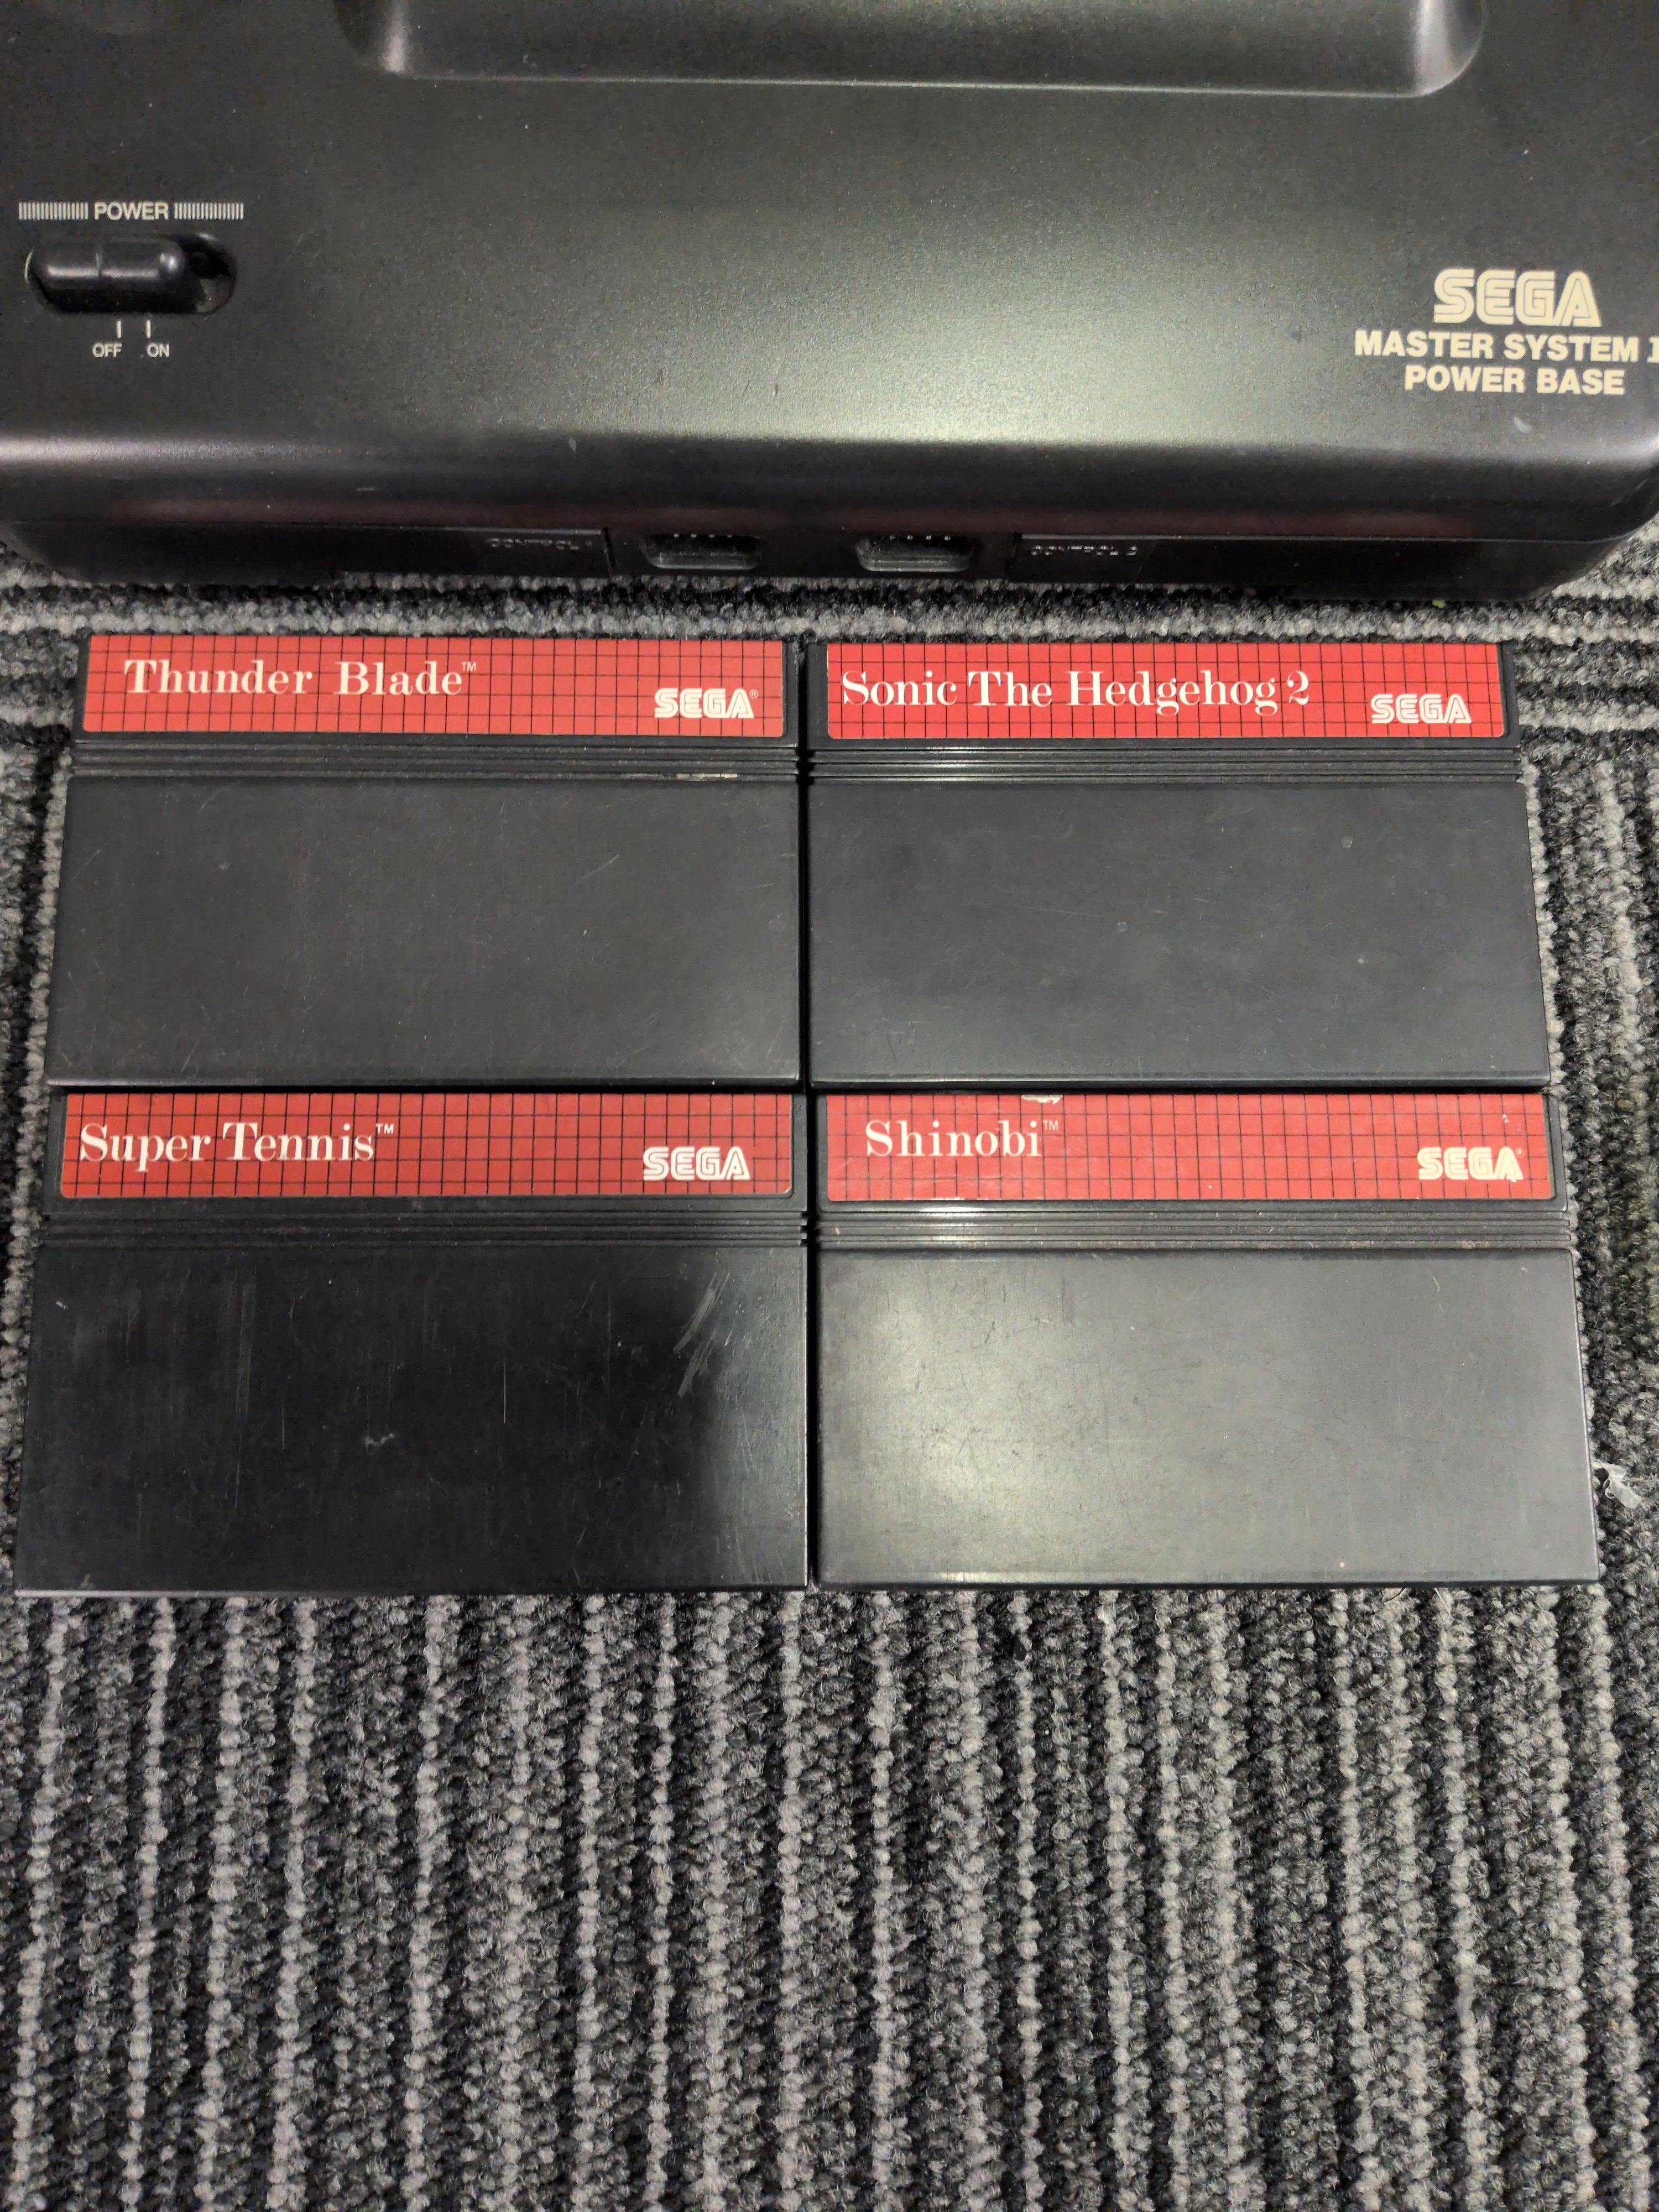 POWER
OFF ON
SEGA
MASTER SYSTEM
POWER BASE
CONTROL
Thunder Blade™
SEGA®
Sonic The Hedgehog 2
SEGA
Super Tennis™
SEGA
Shinobi™
SEGA®